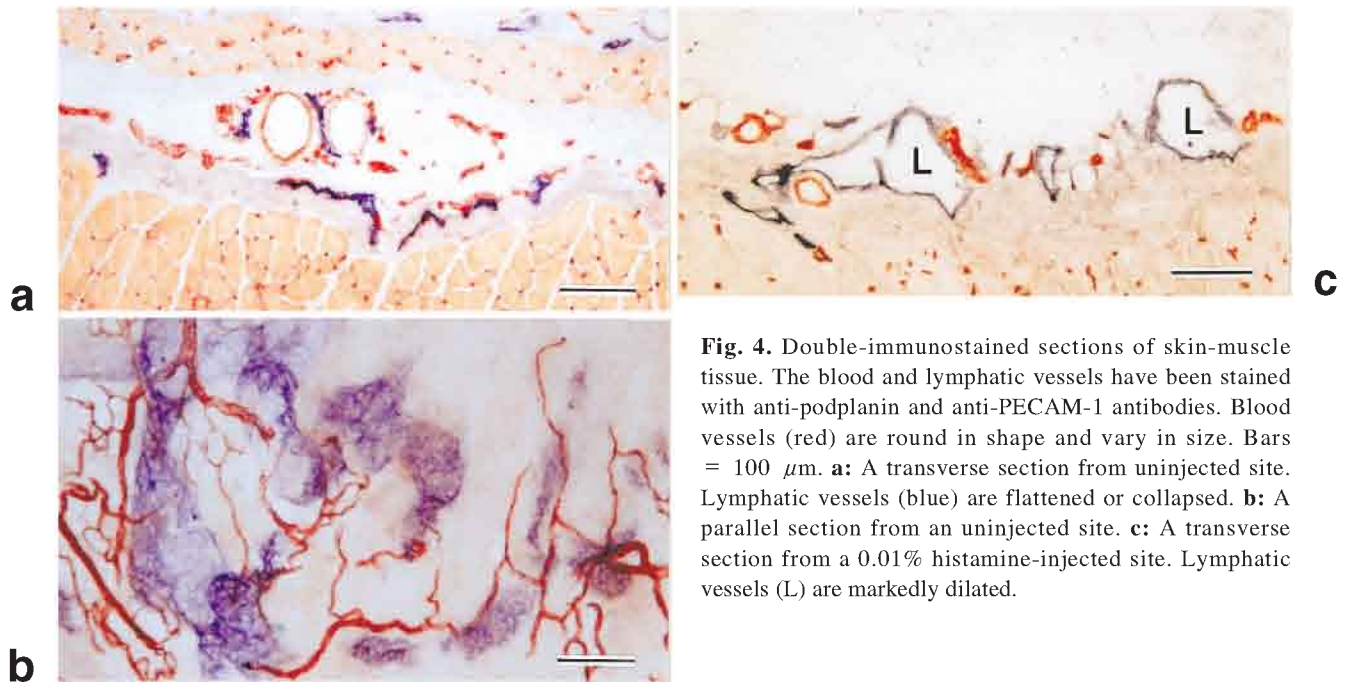 a
L
L
c
b
Fig. 4. Double-immunostained sections of skin-muscle
tissue. The blood and lymphatic vessels have been stained
with anti-podplanin and anti-PECAM-1 antibodies. Blood
vessels (red) are round in shape and vary in size. Bars
= 100 μm. a: A transverse section from uninjected site.
Lymphatic vessels (blue) are flattened or collapsed. b: A
parallel section from an uninjected site. c: A transverse
section from a 0.01% histamine-injected site. Lymphatic
vessels (L) are markedly dilated.